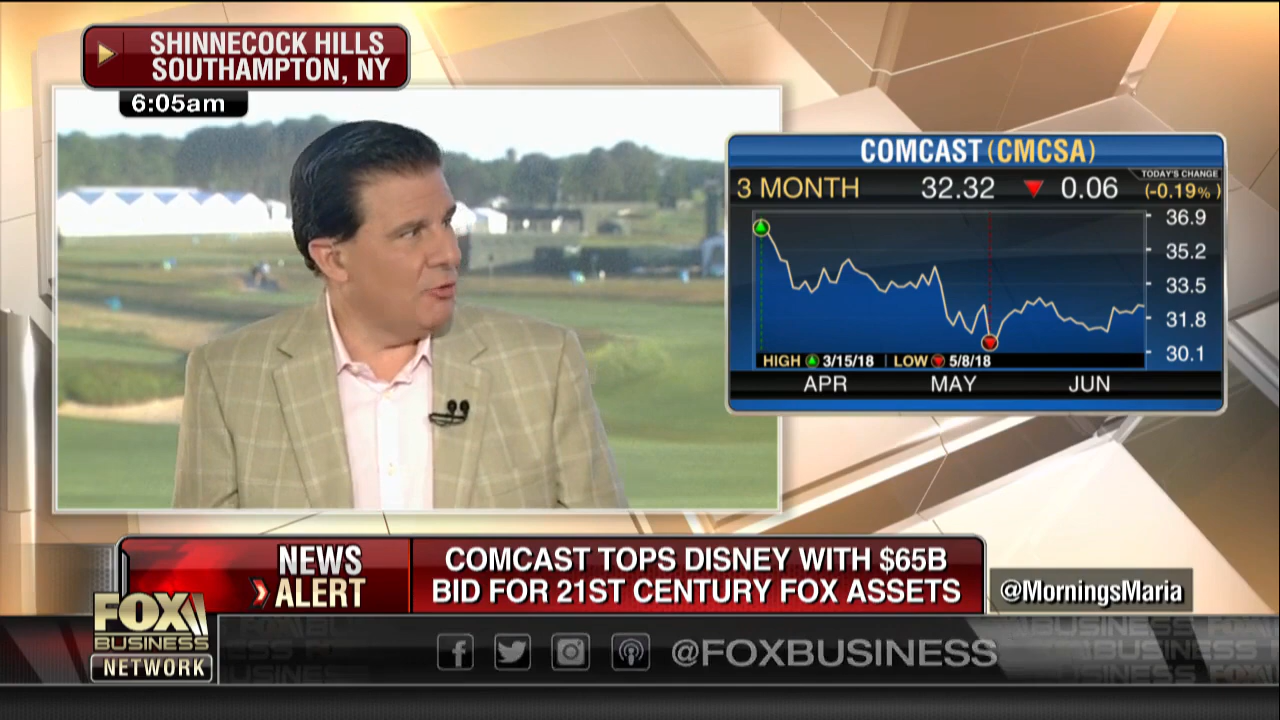 SHINNECOCK HILLS
SOUTHAMPTON, NY
6:05am
COMCAST (CMCSA)
3 MONTH 32.32 ▼ 0.06 TODAY'S CHANGE (-0.19%)
36.9
35.2
33.5
31.8
30.1
HIGH 3/15/18 | LOW 5/8/18
APR MAY JUN
NEWS
ALERT
COMCAST TOPS DISNEY WITH $65B
BID FOR 21ST CENTURY FOX ASSETS
@MorningsMaria
FOX
BUSINESS
NETWORK
@FOXBUSINESS